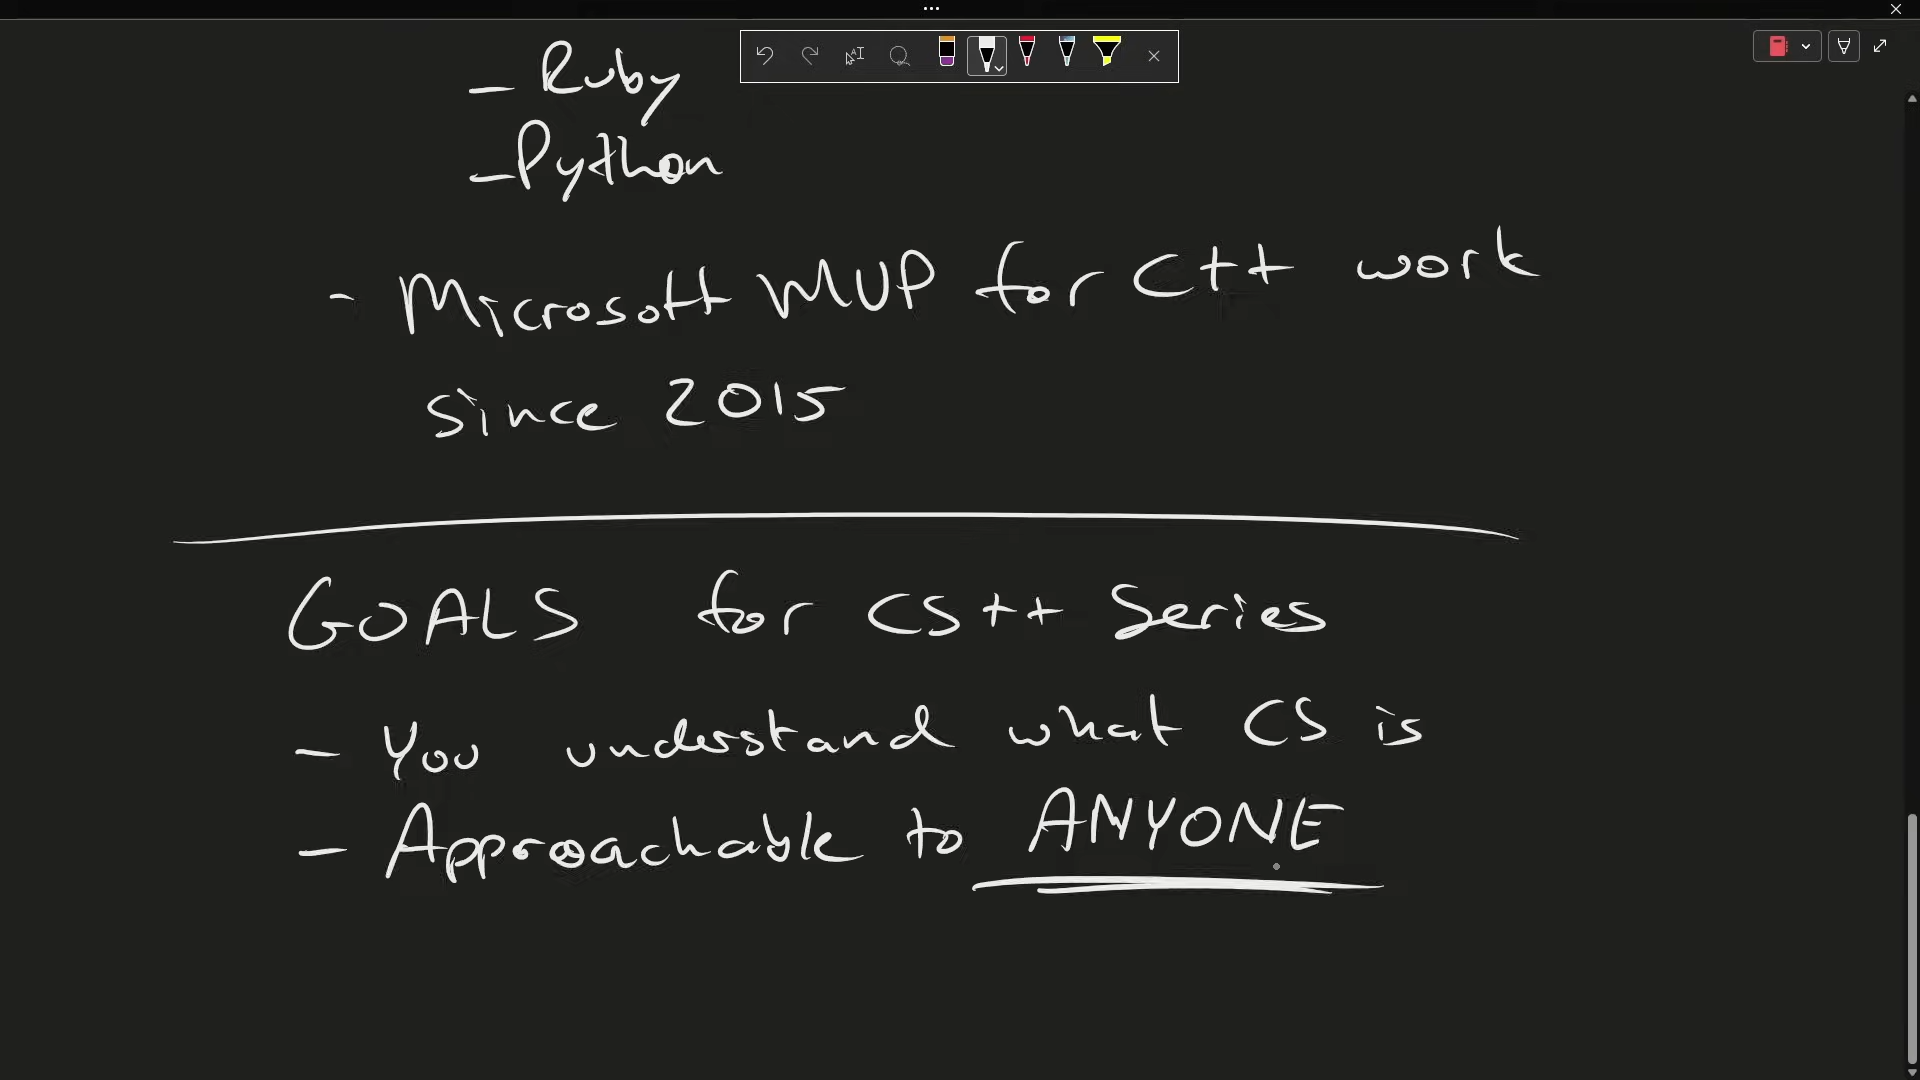 - Ruby
- Python
- Microsoft MVP for C++ work
since 2015
GOALS for CS++ Series
- You understand what CS is
- Approachable to ANYONE